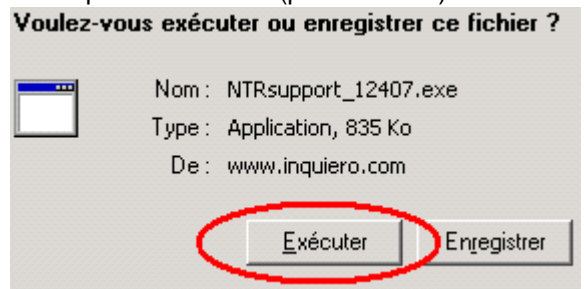 Voulez-vous exécuter ou enregistrer ce fichier ?
Nom : NTRsupport_12407.exe
Type : Application, 835 Ko
De : www.inquiero.com
Exécuter Enregistrer